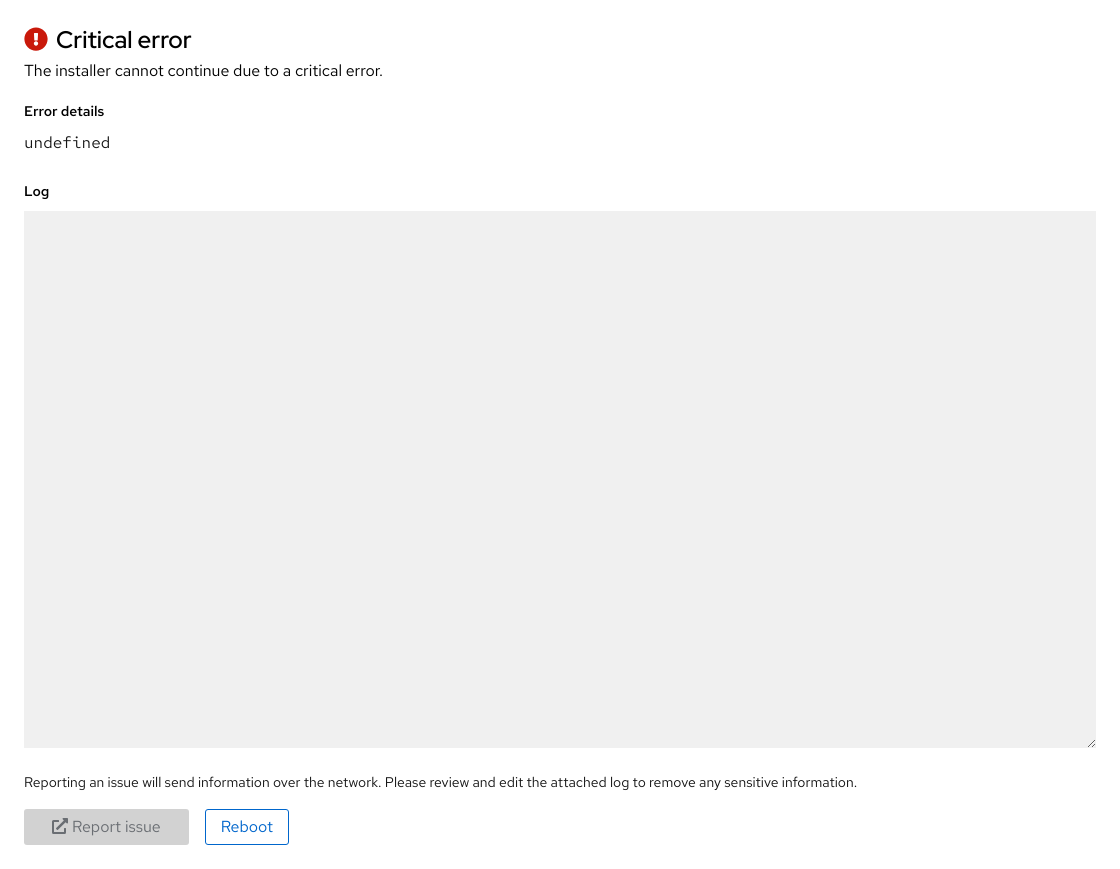 Critical error
The installer cannot continue due to a critical error.
Error details
undefined
Log
Reporting an issue will send information over the network. Please review and edit the attached log to remove any sensitive information.
Report issue
Reboot